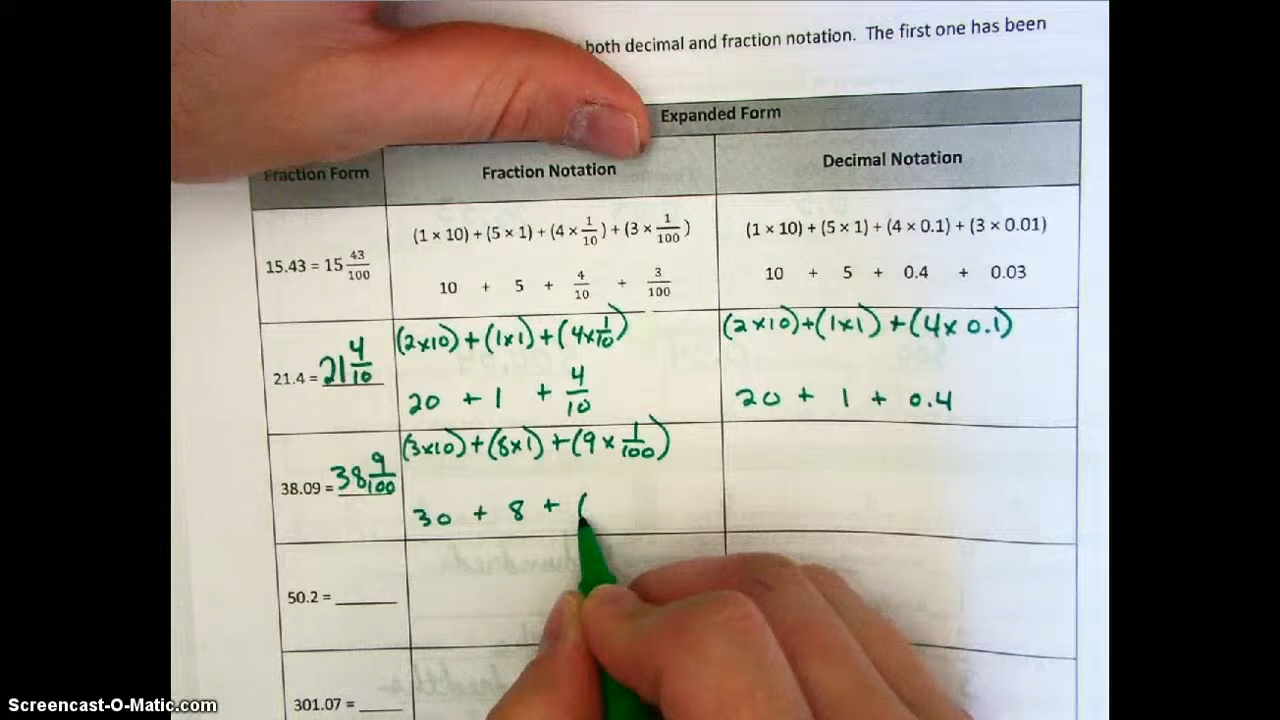 both decimal and fraction notation. The first one has been
Expanded Form
Fraction Form Fraction Notation Decimal Notation
15.43 = 15 43/100
(1 × 10) + (5 × 1) + (4 × 1/10) + (3 × 1/100)
10 + 5 + 4/10 + 3/100
(1 × 10) + (5 × 1) + (4 × 0.1) + (3 × 0.01)
10 + 5 + 0.4 + 0.03
21.4 = 21 4/10
(2×10) + (1×1) + (4×1/10)
20 + 1 + 4/10
(2×10) + (1×1) + (4×0.1)
20 + 1 + 0.4
38.09 = 38 9/100
(3×10) + (8×1) + (9×1/100)
30 + 8 + (
50.2 = ______
301.07 = ____
Screencast-O-Matic.com